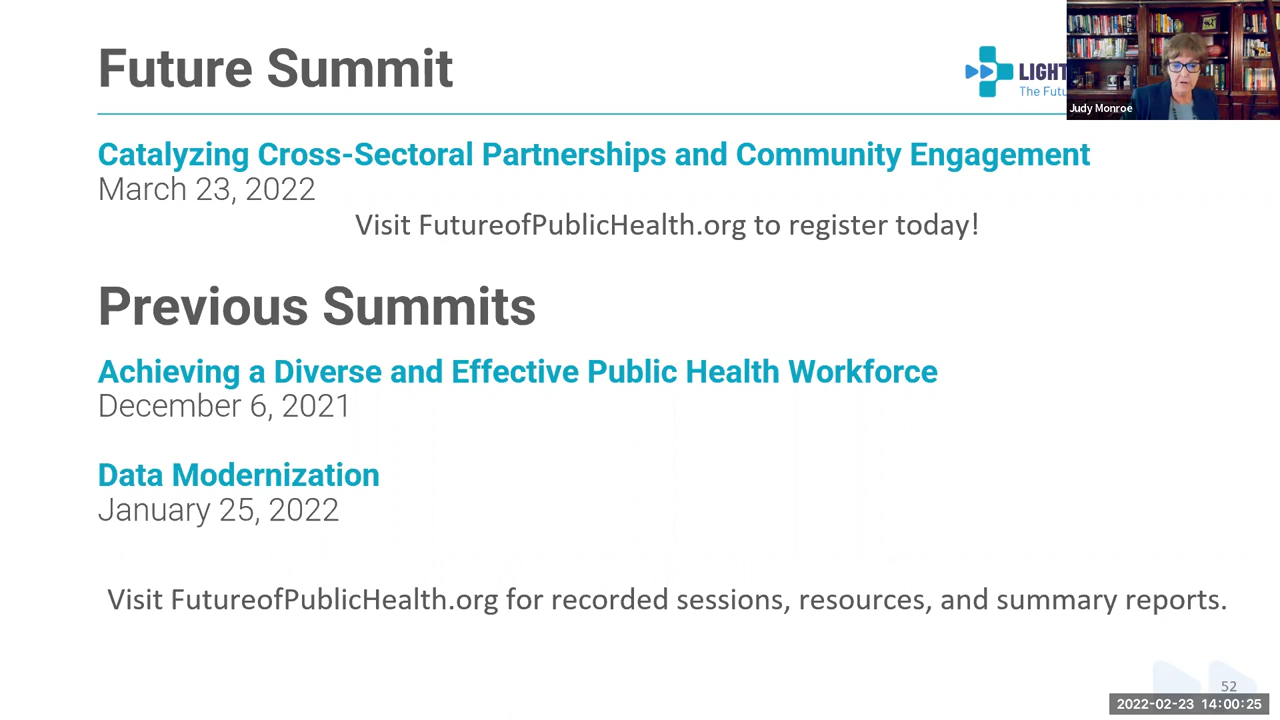 Future Summit
LIGHT
The Futu
Judy Monroe
Catalyzing Cross-Sectoral Partnerships and Community Engagement
March 23, 2022
Visit FutureofPublicHealth.org to register today!
Previous Summits
Achieving a Diverse and Effective Public Health Workforce
December 6, 2021
Data Modernization
January 25, 2022
Visit FutureofPublicHealth.org for recorded sessions, resources, and summary reports.
52
2022-02-23 14:00:25